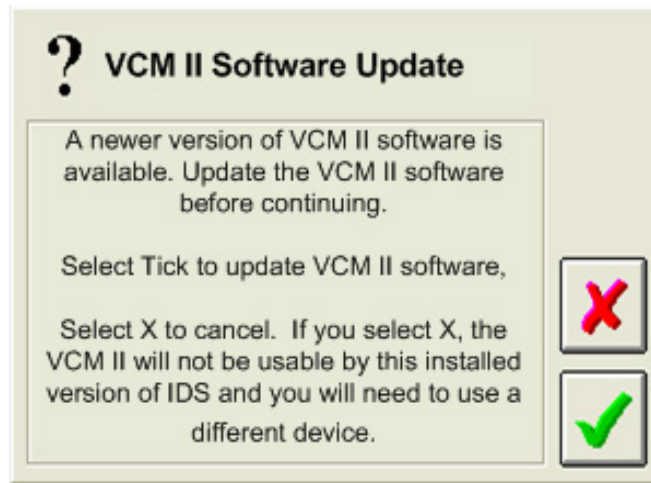 ? VCM II Software Update
A newer version of VCM II software is
available. Update the VCM II software
before continuing.
Select Tick to update VCM II software,
Select X to cancel. If you select X, the
VCM II will not be usable by this installed
version of IDS and you will need to use a
different device.